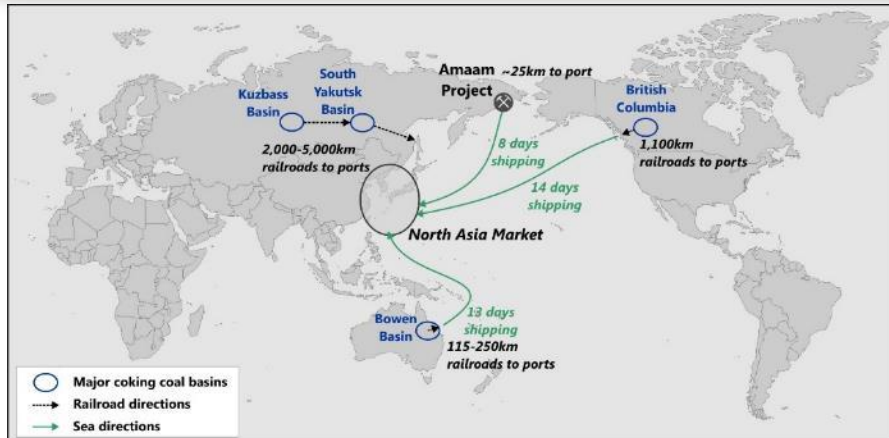 Amaam
Project
~25km to port
South
Yakutsk
Basin
Kuzbass
Basin
British
Columbia
2,000-5,000km
railroads to ports
8 days
shipping
1,100km
railroads to ports
14 days
shipping
North Asia Market
13 days
shipping
Bowen
Basin
115-250km
railroads to ports
Major coking coal basins
Railroad directions
Sea directions